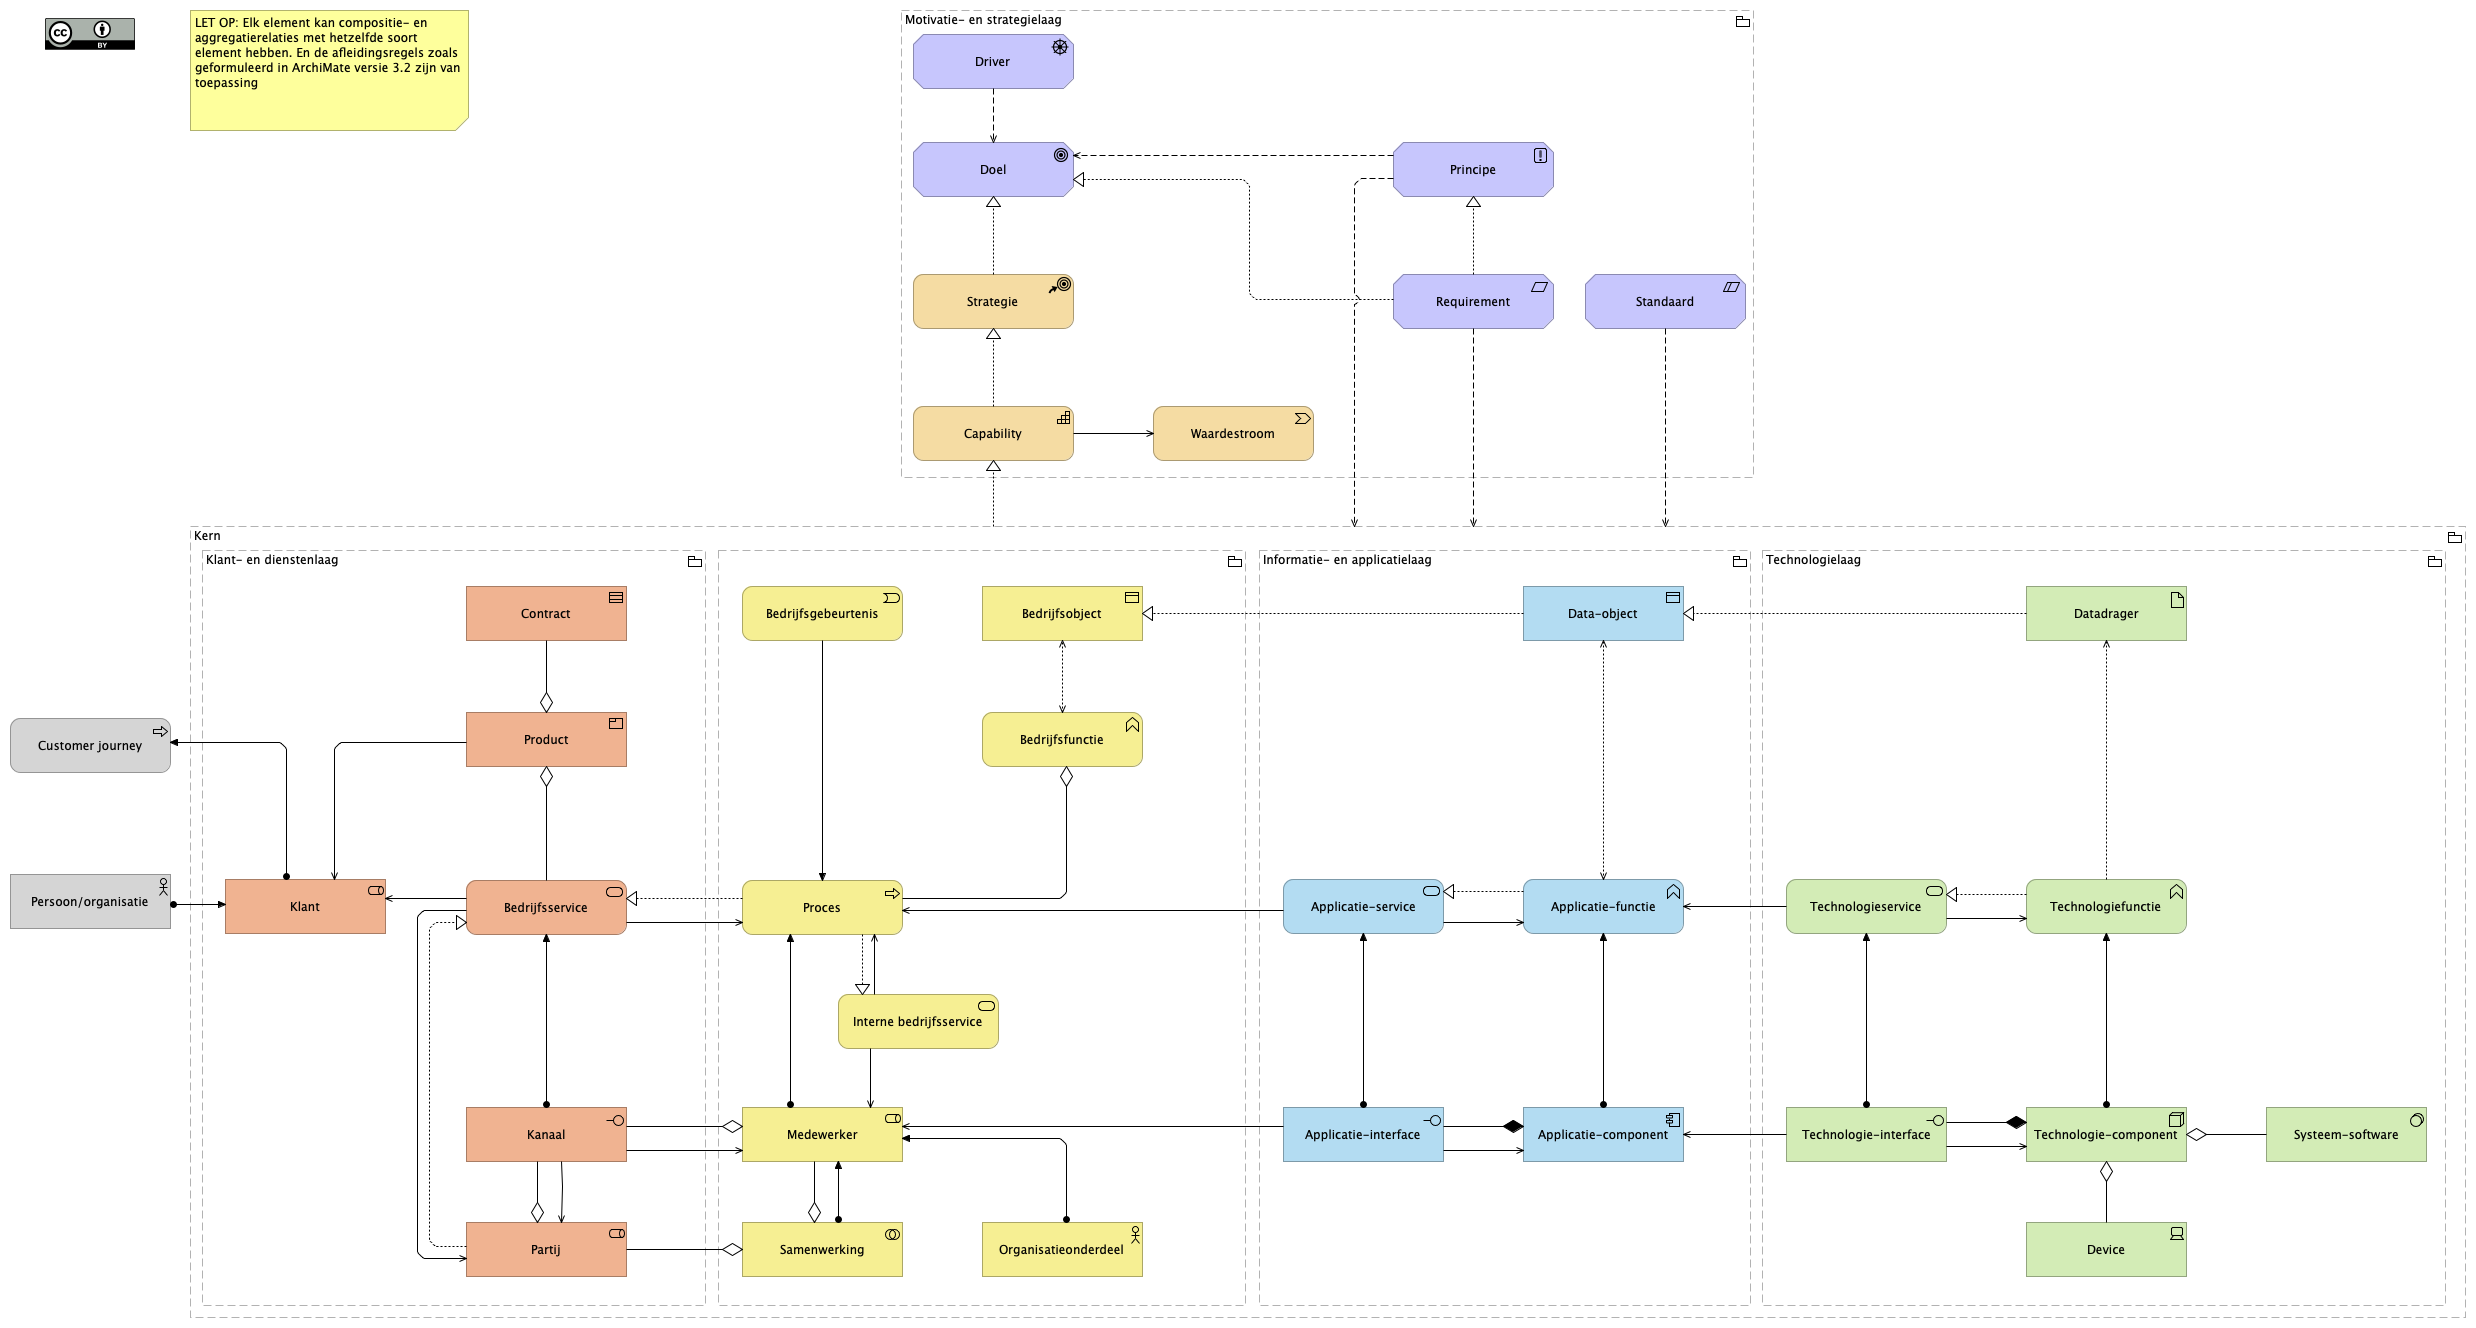 cc
BY
LET OP: Elk element kan compositie- en
aggregatierelaties met hetzelfde soort
element hebben. En de afleidingsregels zoals
geformuleerd in ArchiMate versie 3.2 zijn van
toepassing
Motivatie- en strategielaag
Driver
Doel
Principe
Strategie
Requirement
Standaard
Capability
Waardestroom
Kern
Klant- en dienstenlaag
Informatie- en applicatielaag
Technologielaag
Contract
Bedrijfsgebeurtenis
Bedrijfsobject
Data-object
Datadrager
Customer journey
Product
Bedrijfsfunctie
Persoon/organisatie
Klant
Bedrijfsservice
Proces
Applicatie-service
Applicatie-functie
Technologieservice
Technologiefunctie
Interne bedrijfsservice
Kanaal
Medewerker
Applicatie-interface
Applicatie-component
Technologie-interface
Technologie-component
Systeem-software
Partij
Samenwerking
Organisatieonderdeel
Device